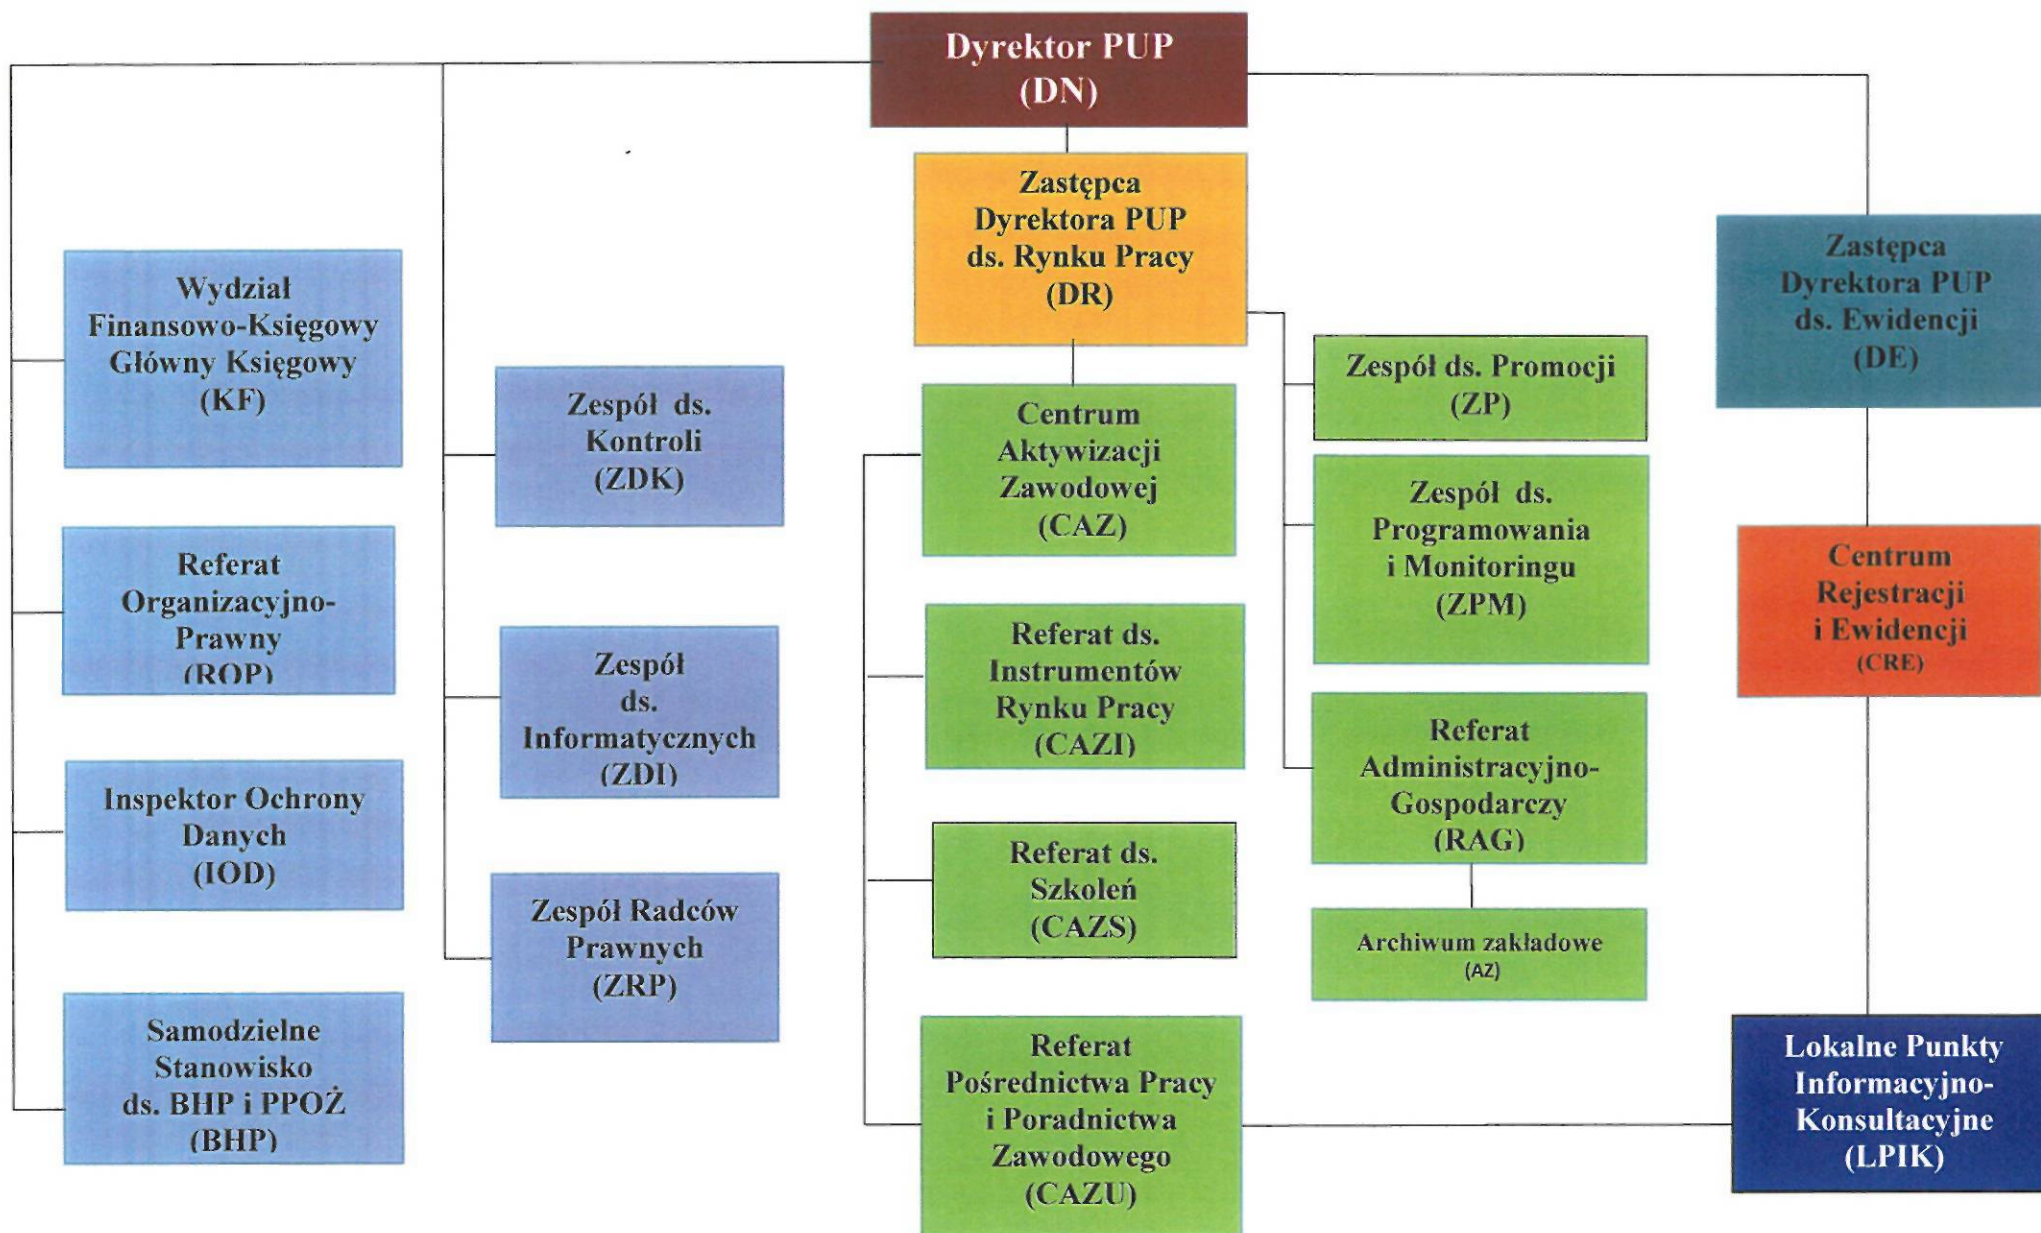 Dyrektor PUP
(DN)
Zastępca
Dyrektora PUP
ds. Rynku Pracy
(DR)
Zastępca
Dyrektora PUP
ds. Ewidencji
(DE)
Wydział
Finansowo-Księgowy
Główny Księgowy
(KF)
Referat
Organizacyjno-
Prawny
(ROP)
Inspektor Ochrony
Danych
(IOD)
Samodzielne
Stanowisko
ds. BHP i PPOŻ
(BHP)
Zespół ds.
Kontroli
(ZDK)
Zespół
ds.
Informatycznych
(ZDI)
Zespół Radców
Prawnych
(ZRP)
Centrum
Aktywizacji
Zawodowej
(CAZ)
Referat ds.
Instrumentów
Rynku Pracy
(CAZI)
Referat ds.
Szkoleń
(CAZS)
Referat
Pośrednictwa Pracy
i Poradnictwa
Zawodowego
(CAZU)
Zespół ds. Promocji
(ZP)
Zespół ds.
Programowania
i Monitoringu
(ZPM)
Referat
Administracyjno-
Gospodarczy
(RAG)
Archiwum zakładowe
(AZ)
Centrum
Rejestracji
i Ewidencji
(CRE)
Lokalne Punkty
Informacyjno-
Konsultacyjne
(LPIK)